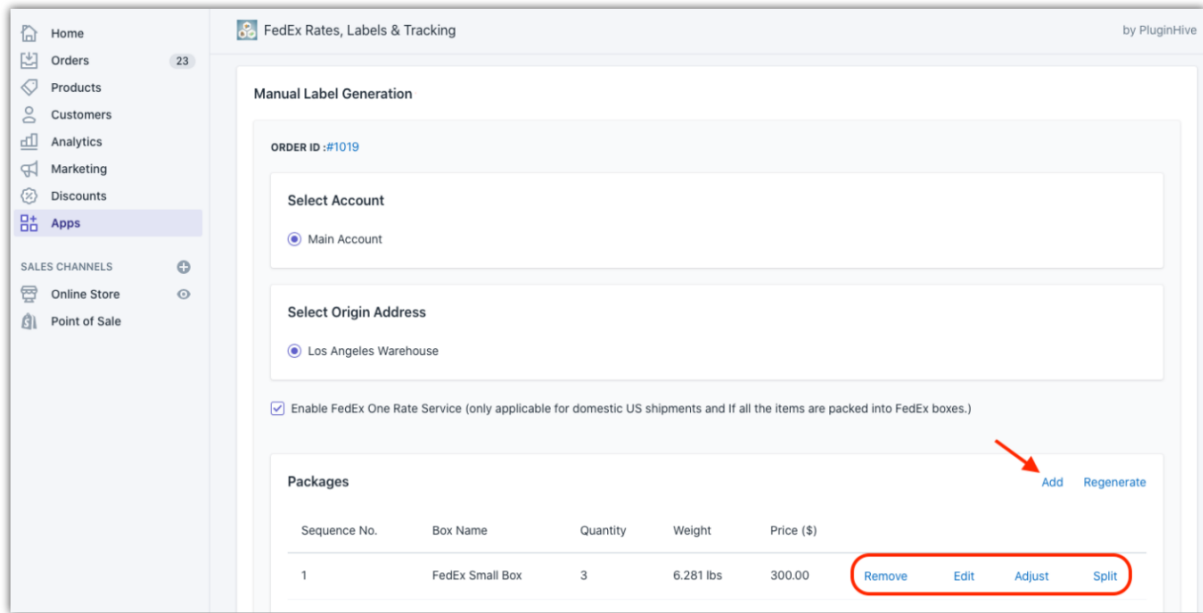 Home
Orders 23
Products
Customers
Analytics
Marketing
Discounts
Apps
SALES CHANNELS
Online Store
Point of Sale
FedEx Rates, Labels & Tracking by PluginHive
Manual Label Generation
ORDER ID :#1019
Select Account
Main Account
Select Origin Address
Los Angeles Warehouse
Enable FedEx One Rate Service (only applicable for domestic US shipments and If all the items are packed into FedEx boxes.)
Packages Add Regenerate
Sequence No. Box Name Quantity Weight Price ($)
1 FedEx Small Box 3 6.281 lbs 300.00 Remove Edit Adjust Split